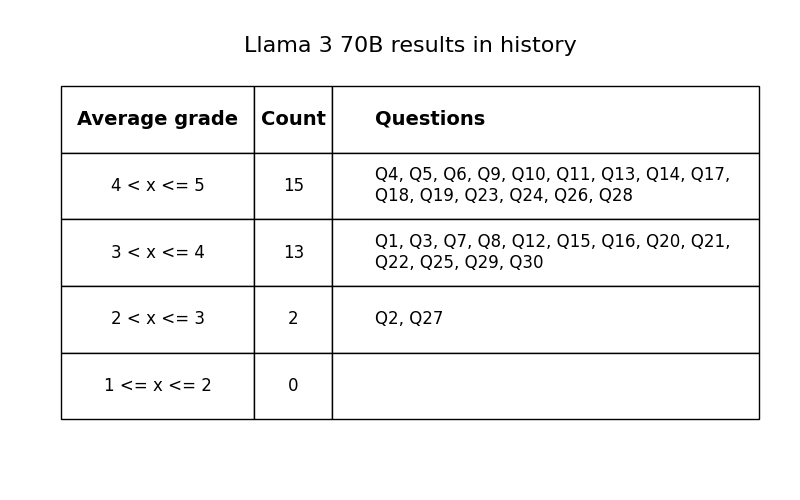 Llama 3 70B results in history
Average grade Count Questions
4 < x <= 5 15 Q4, Q5, Q6, Q9, Q10, Q11, Q13, Q14, Q17,
Q18, Q19, Q23, Q24, Q26, Q28
3 < x <= 4 13 Q1, Q3, Q7, Q8, Q12, Q15, Q16, Q20, Q21,
Q22, Q25, Q29, Q30
2 < x <= 3 2 Q2, Q27
1 <= x <= 2 0